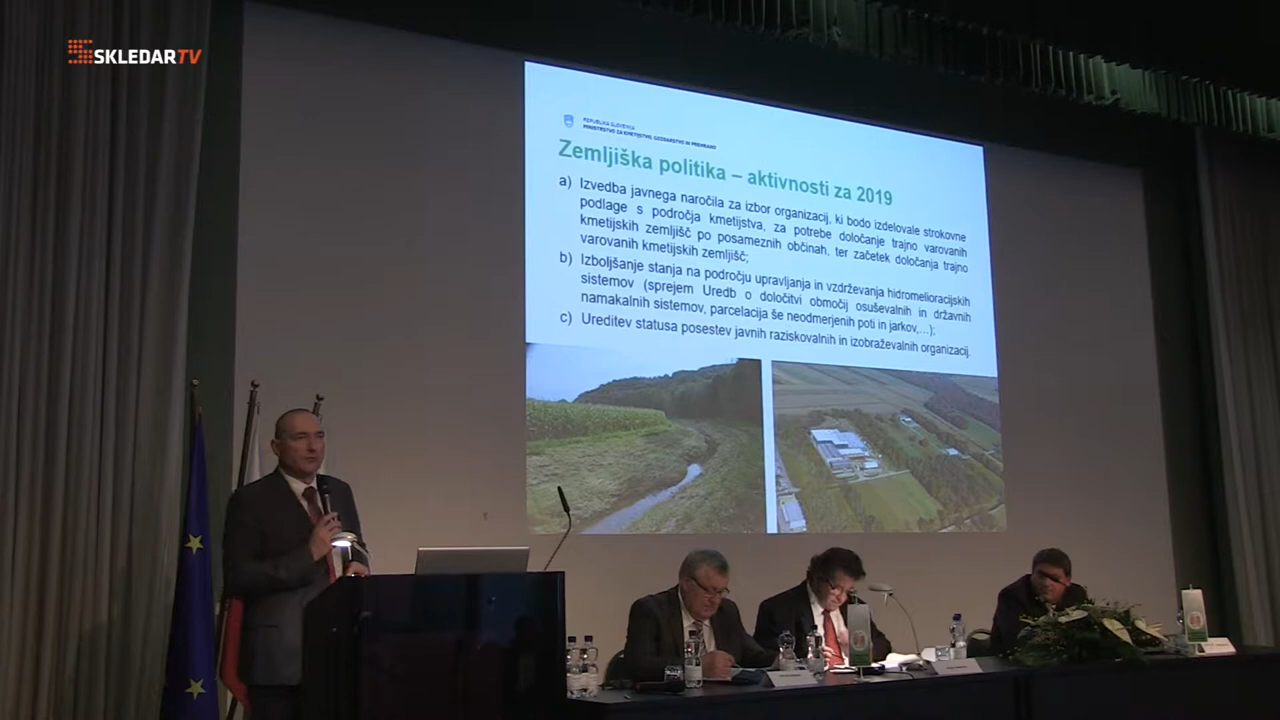 SKLEDARTV
REPUBLIKA SLOVENIJA
MINISTRSTVO ZA KMETIJSTVO, GOZDARSTVO IN PREHRANO
Zemljiška politika – aktivnosti za 2019
a) Izvedba javnega naročila za izbor organizacij, ki bodo izdelovale strokovne
podlage s področja kmetijstva, za potrebe določanje trajno varovanih
kmetijskih zemljišč po posameznih občinah, ter začetek določanja trajno
varovanih kmetijskih zemljišč;
b) Izboljšanje stanja na področju upravljanja in vzdrževanja hidromelioracijskih
sistemov (sprejem Uredb o določitvi območij osuševalnih in državnih
namakalnih sistemov, parcelacija še neodmerjenih poti in jarkov,...);
c) Ureditev statusa posestev javnih raziskovalnih in izobraževalnih organizacij.